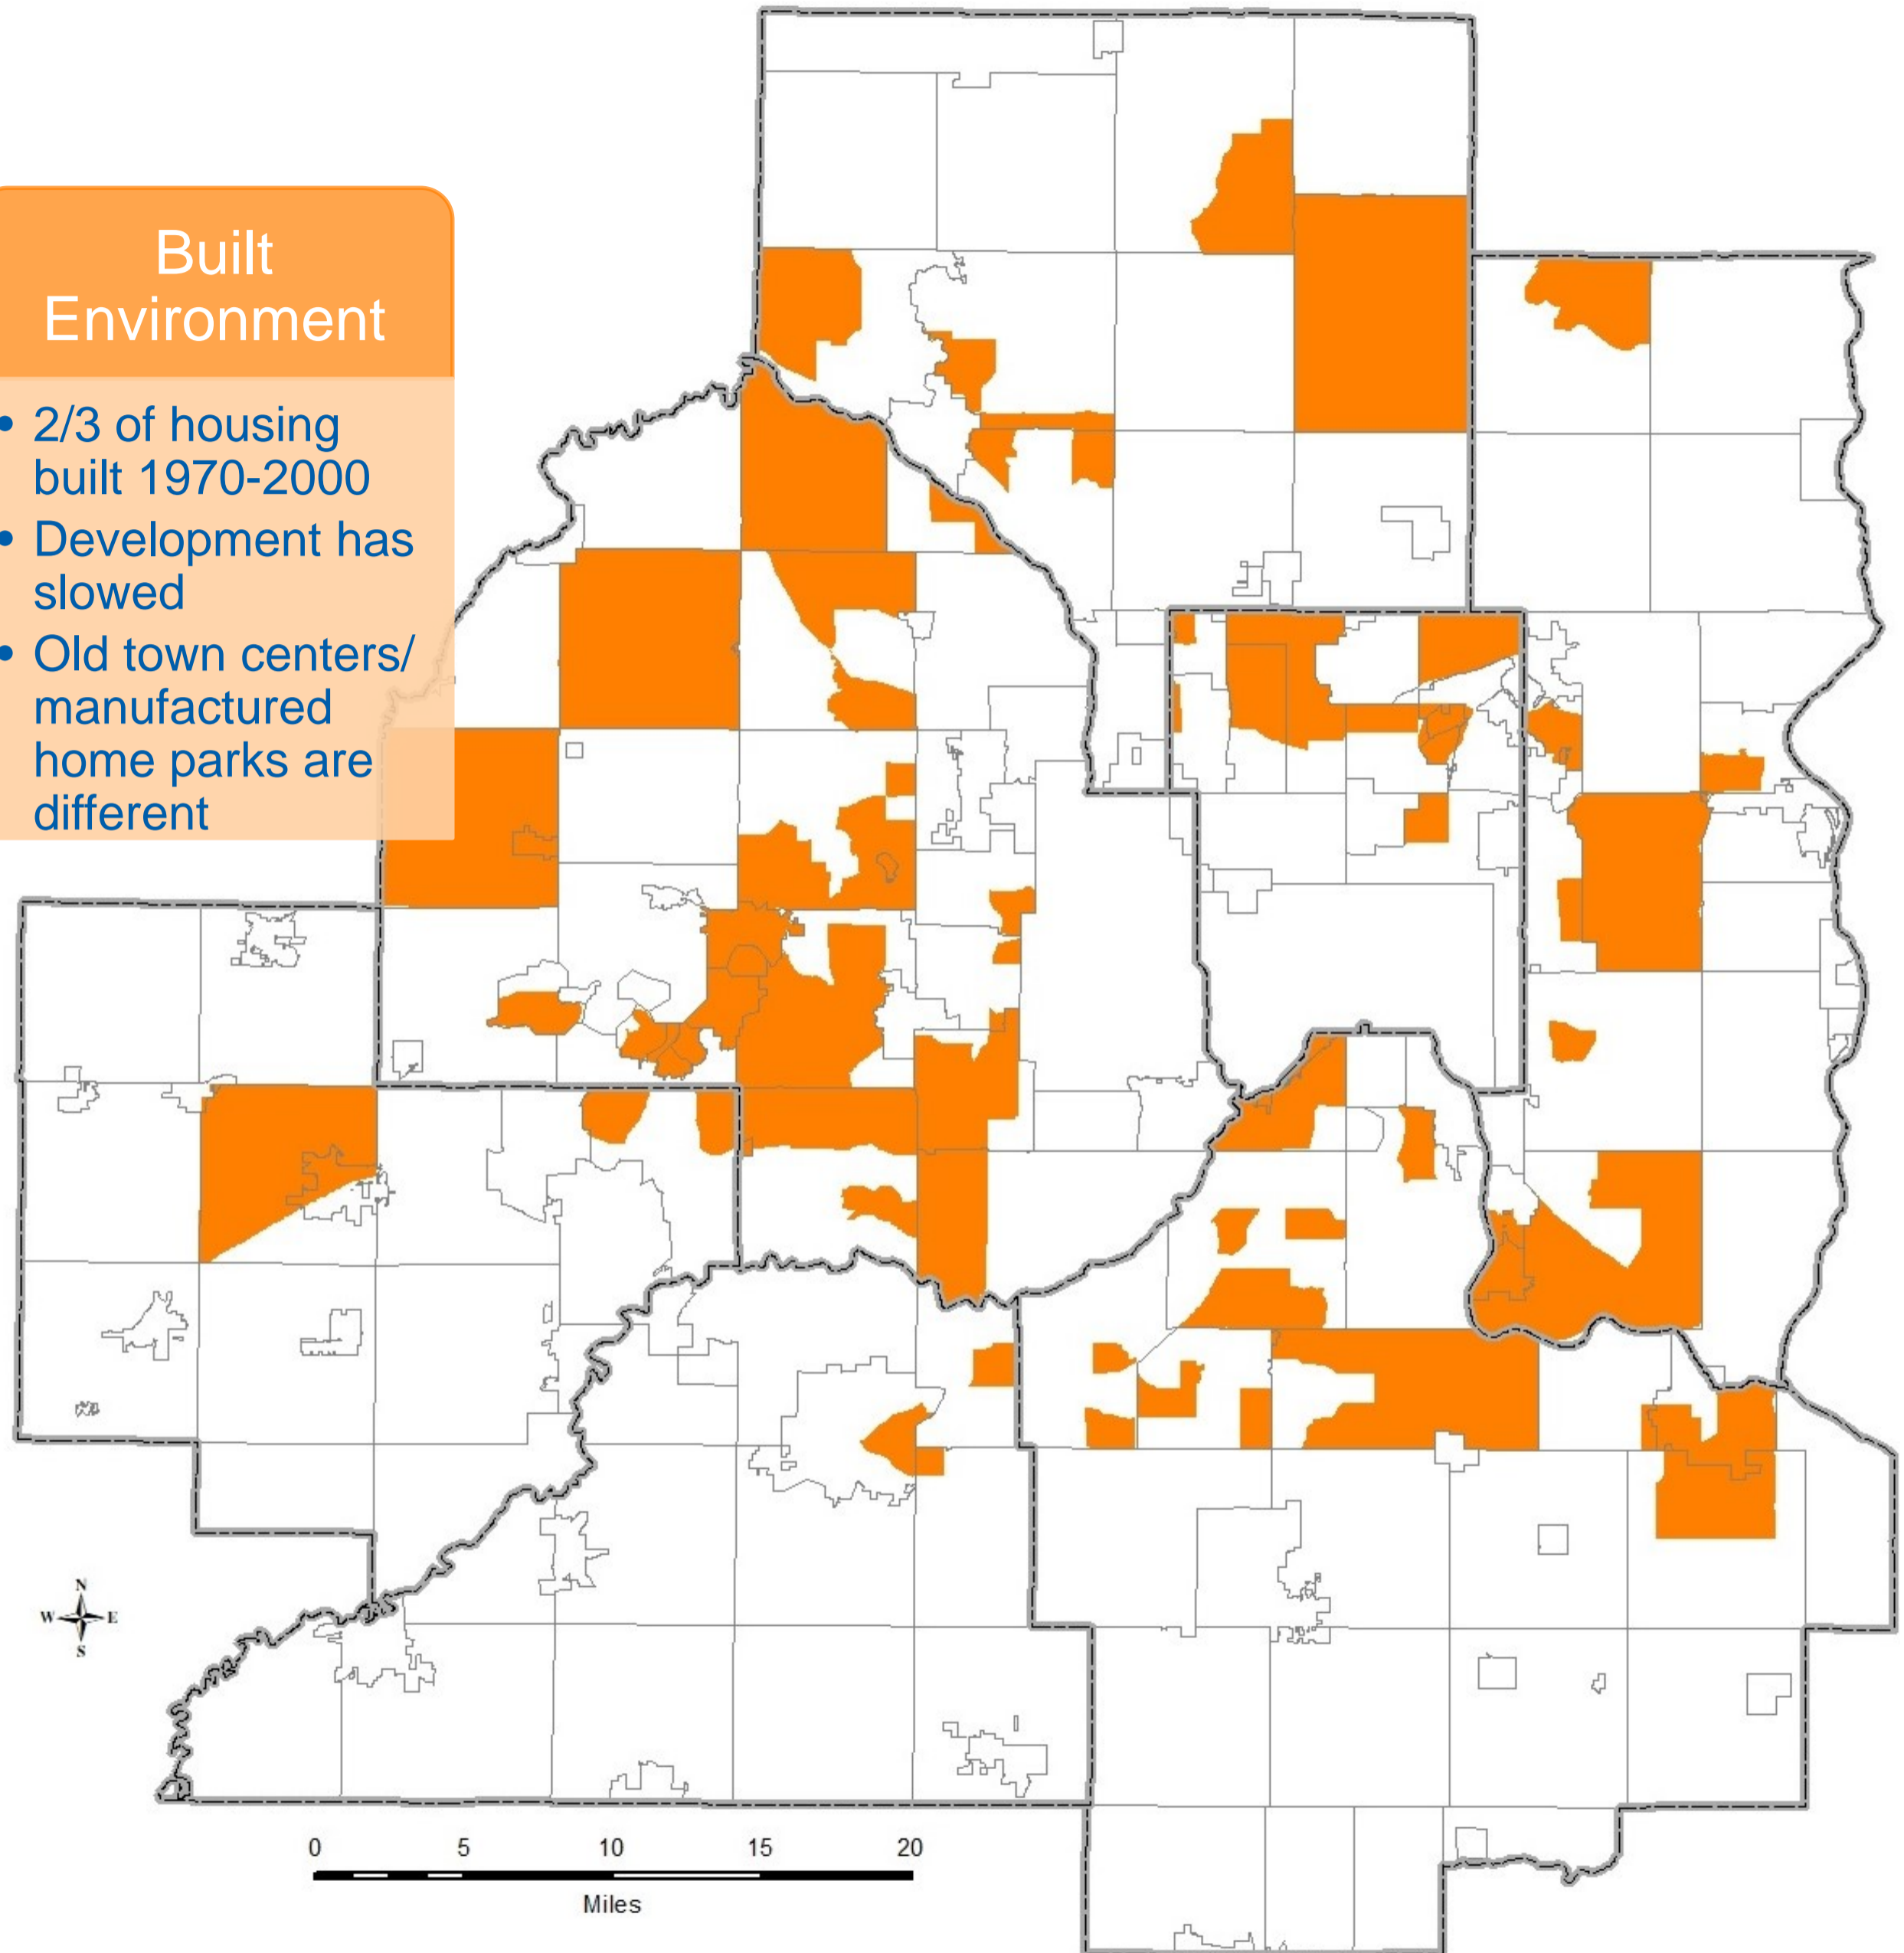 Built
Environment
• 2/3 of housing
built 1970-2000
• Development has
slowed
• Old town centers/
manufactured
home parks are
different
N
W E
S
0 5 10 15 20
Miles